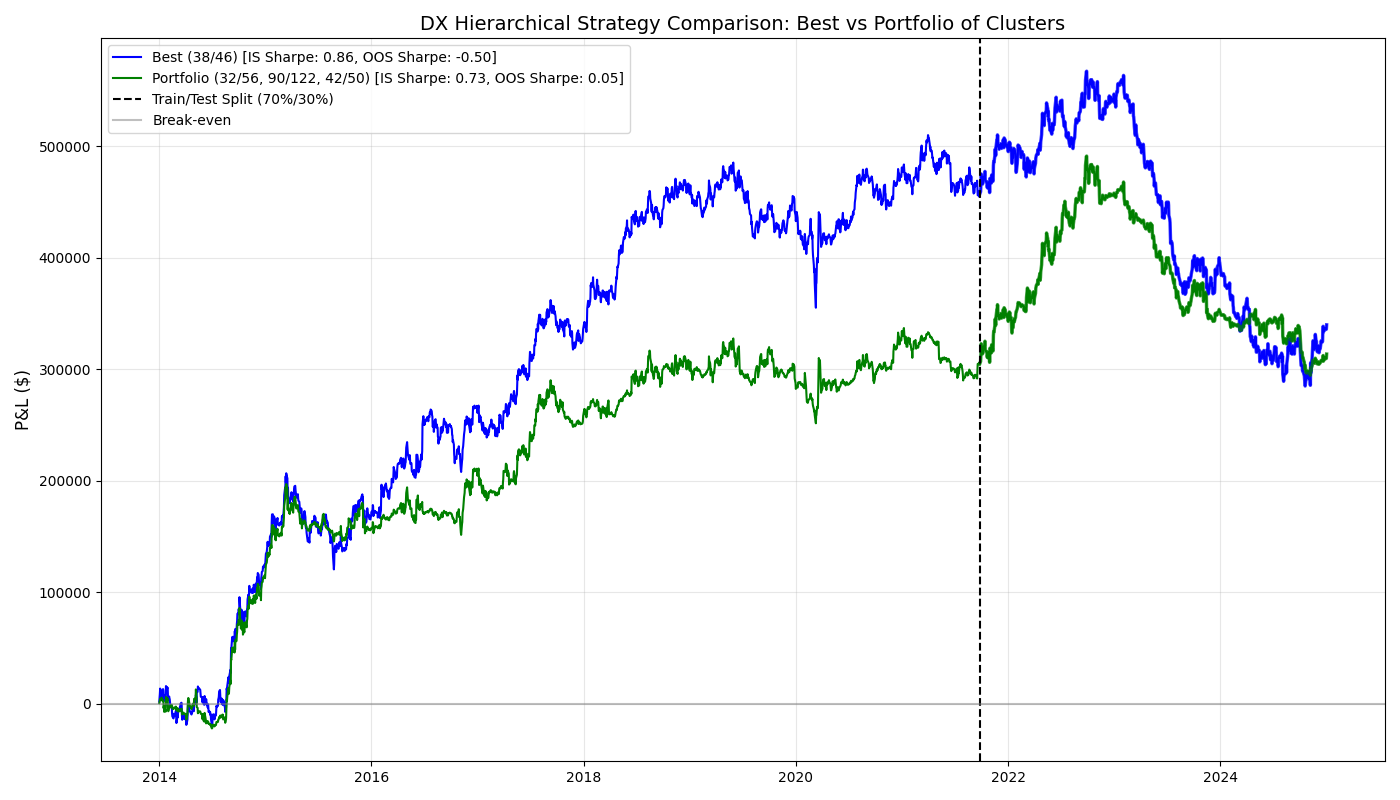 DX Hierarchical Strategy Comparison: Best vs Portfolio of Clusters
Best (38/46) [IS Sharpe: 0.86, OOS Sharpe: -0.50]
Portfolio (32/56, 90/122, 42/50) [IS Sharpe: 0.73, OOS Sharpe: 0.05]
Train/Test Split (70%/30%)
Break-even
P&L ($)
500000
400000
300000
200000
100000
0
2014 2016 2018 2020 2022 2024